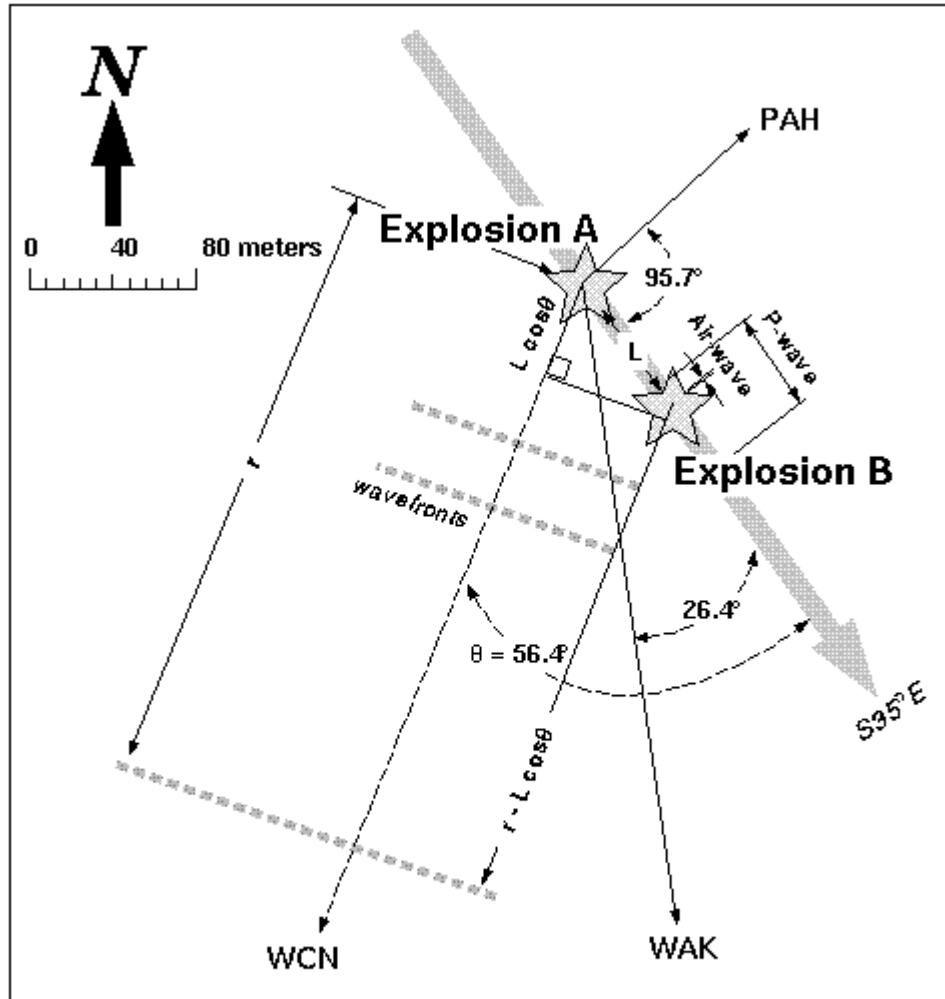 N
PAH
Explosion A
0 40 80 meters
95.7°
L cosθ
L
Air-wave
P-wave
Explosion B
r
wavefronts
26.4°
θ = 56.4°
S35°E
r - L cosθ
WCN
WAK